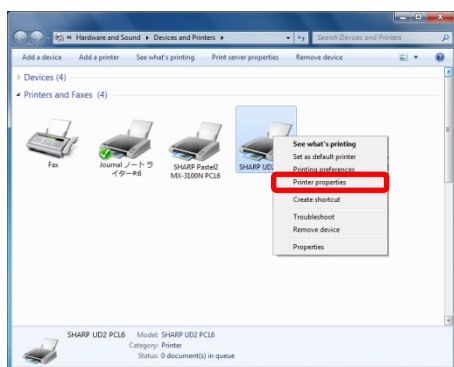 « Hardware and Sound ▸ Devices and Printers ▸
Search Devices and Printers
Add a device Add a printer See what's printing Print server properties Remove device
Devices (4)
Printers and Faxes (4)
Fax
Journal ノート ラ
イター#6
SHARP Pastel2
MX-3100N PCL6
SHARP UD2
See what's printing
Set as default printer
Printing preferences
Printer properties
Create shortcut
Troubleshoot
Remove device
Properties
SHARP UD2 PCL6 Model: SHARP UD2 PCL6
Category: Printer
Status: 0 document(s) in queue